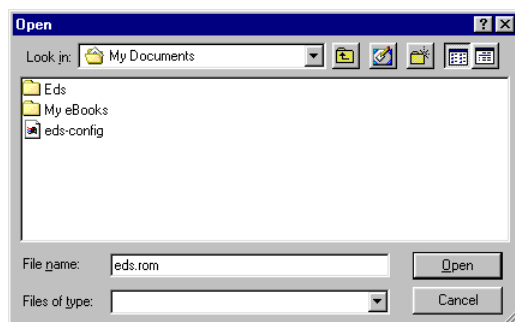 Open
Look in: My Documents
Eds
My eBooks
eds-config
File name: eds.rom Open
Files of type: Cancel